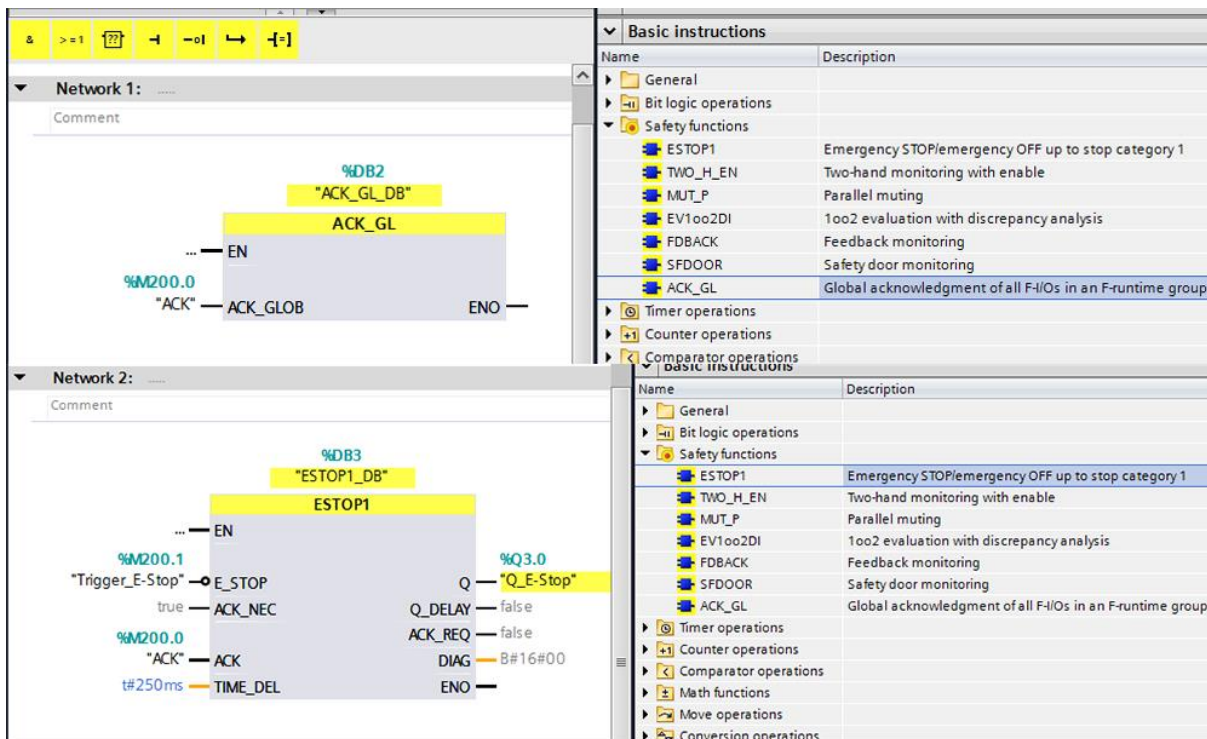 & >=1 ?? -| -o| ↦ -[=]
Network 1: .....
Comment
%DB2
"ACK_GL_DB"
ACK_GL
... EN
%M200.0
"ACK" ACK_GLOB ENO
Basic instructions
Name Description
General
Bit logic operations
Safety functions
ESTOP1 Emergency STOP/emergency OFF up to stop category 1
TWO_H_EN Two-hand monitoring with enable
MUT_P Parallel muting
EV1oo2DI 1oo2 evaluation with discrepancy analysis
FDBACK Feedback monitoring
SFDOOR Safety door monitoring
ACK_GL Global acknowledgment of all F-I/Os in an F-runtime group
Timer operations
Counter operations
Comparator operations
Network 2: .....
Comment
%DB3
"ESTOP1_DB"
ESTOP1
... EN
%M200.1 %Q3.0
"Trigger_E-Stop" E_STOP Q "Q_E-Stop"
true ACK_NEC Q_DELAY false
%M200.0 ACK_REQ false
"ACK" ACK DIAG B#16#00
t#250ms TIME_DEL ENO
Basic instructions
Name Description
General
Bit logic operations
Safety functions
ESTOP1 Emergency STOP/emergency OFF up to stop category 1
TWO_H_EN Two-hand monitoring with enable
MUT_P Parallel muting
EV1oo2DI 1oo2 evaluation with discrepancy analysis
FDBACK Feedback monitoring
SFDOOR Safety door monitoring
ACK_GL Global acknowledgment of all F-I/Os in an F-runtime group
Timer operations
Counter operations
Comparator operations
Math functions
Move operations
Conversion operations